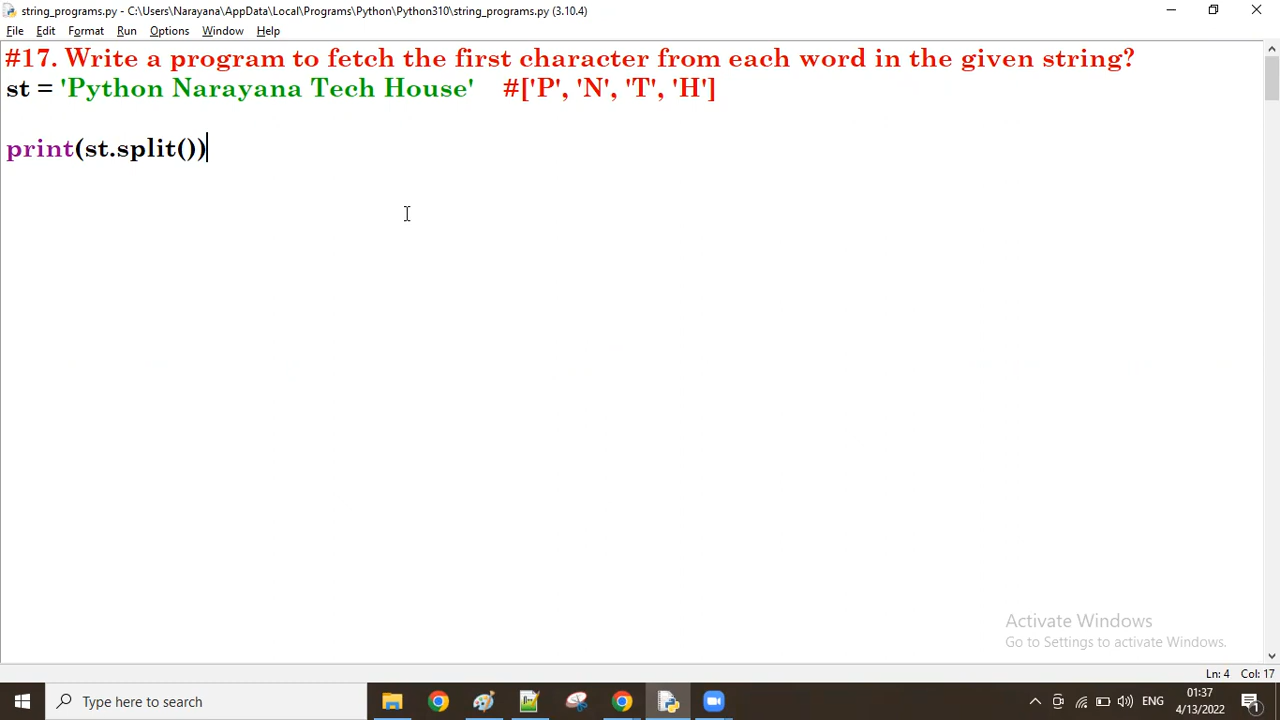 string_programs.py - C:\Users\Narayana\AppData\Local\Programs\Python\Python310\string_programs.py (3.10.4)
File Edit Format Run Options Window Help
#17. Write a program to fetch the first character from each word in the given string?
st = 'Python Narayana Tech House' #['P', 'N', 'T', 'H']
print(st.split())
Activate Windows
Go to Settings to activate Windows.
Ln: 4 Col: 17
Type here to search
ENG
01:37
4/13/2022
1